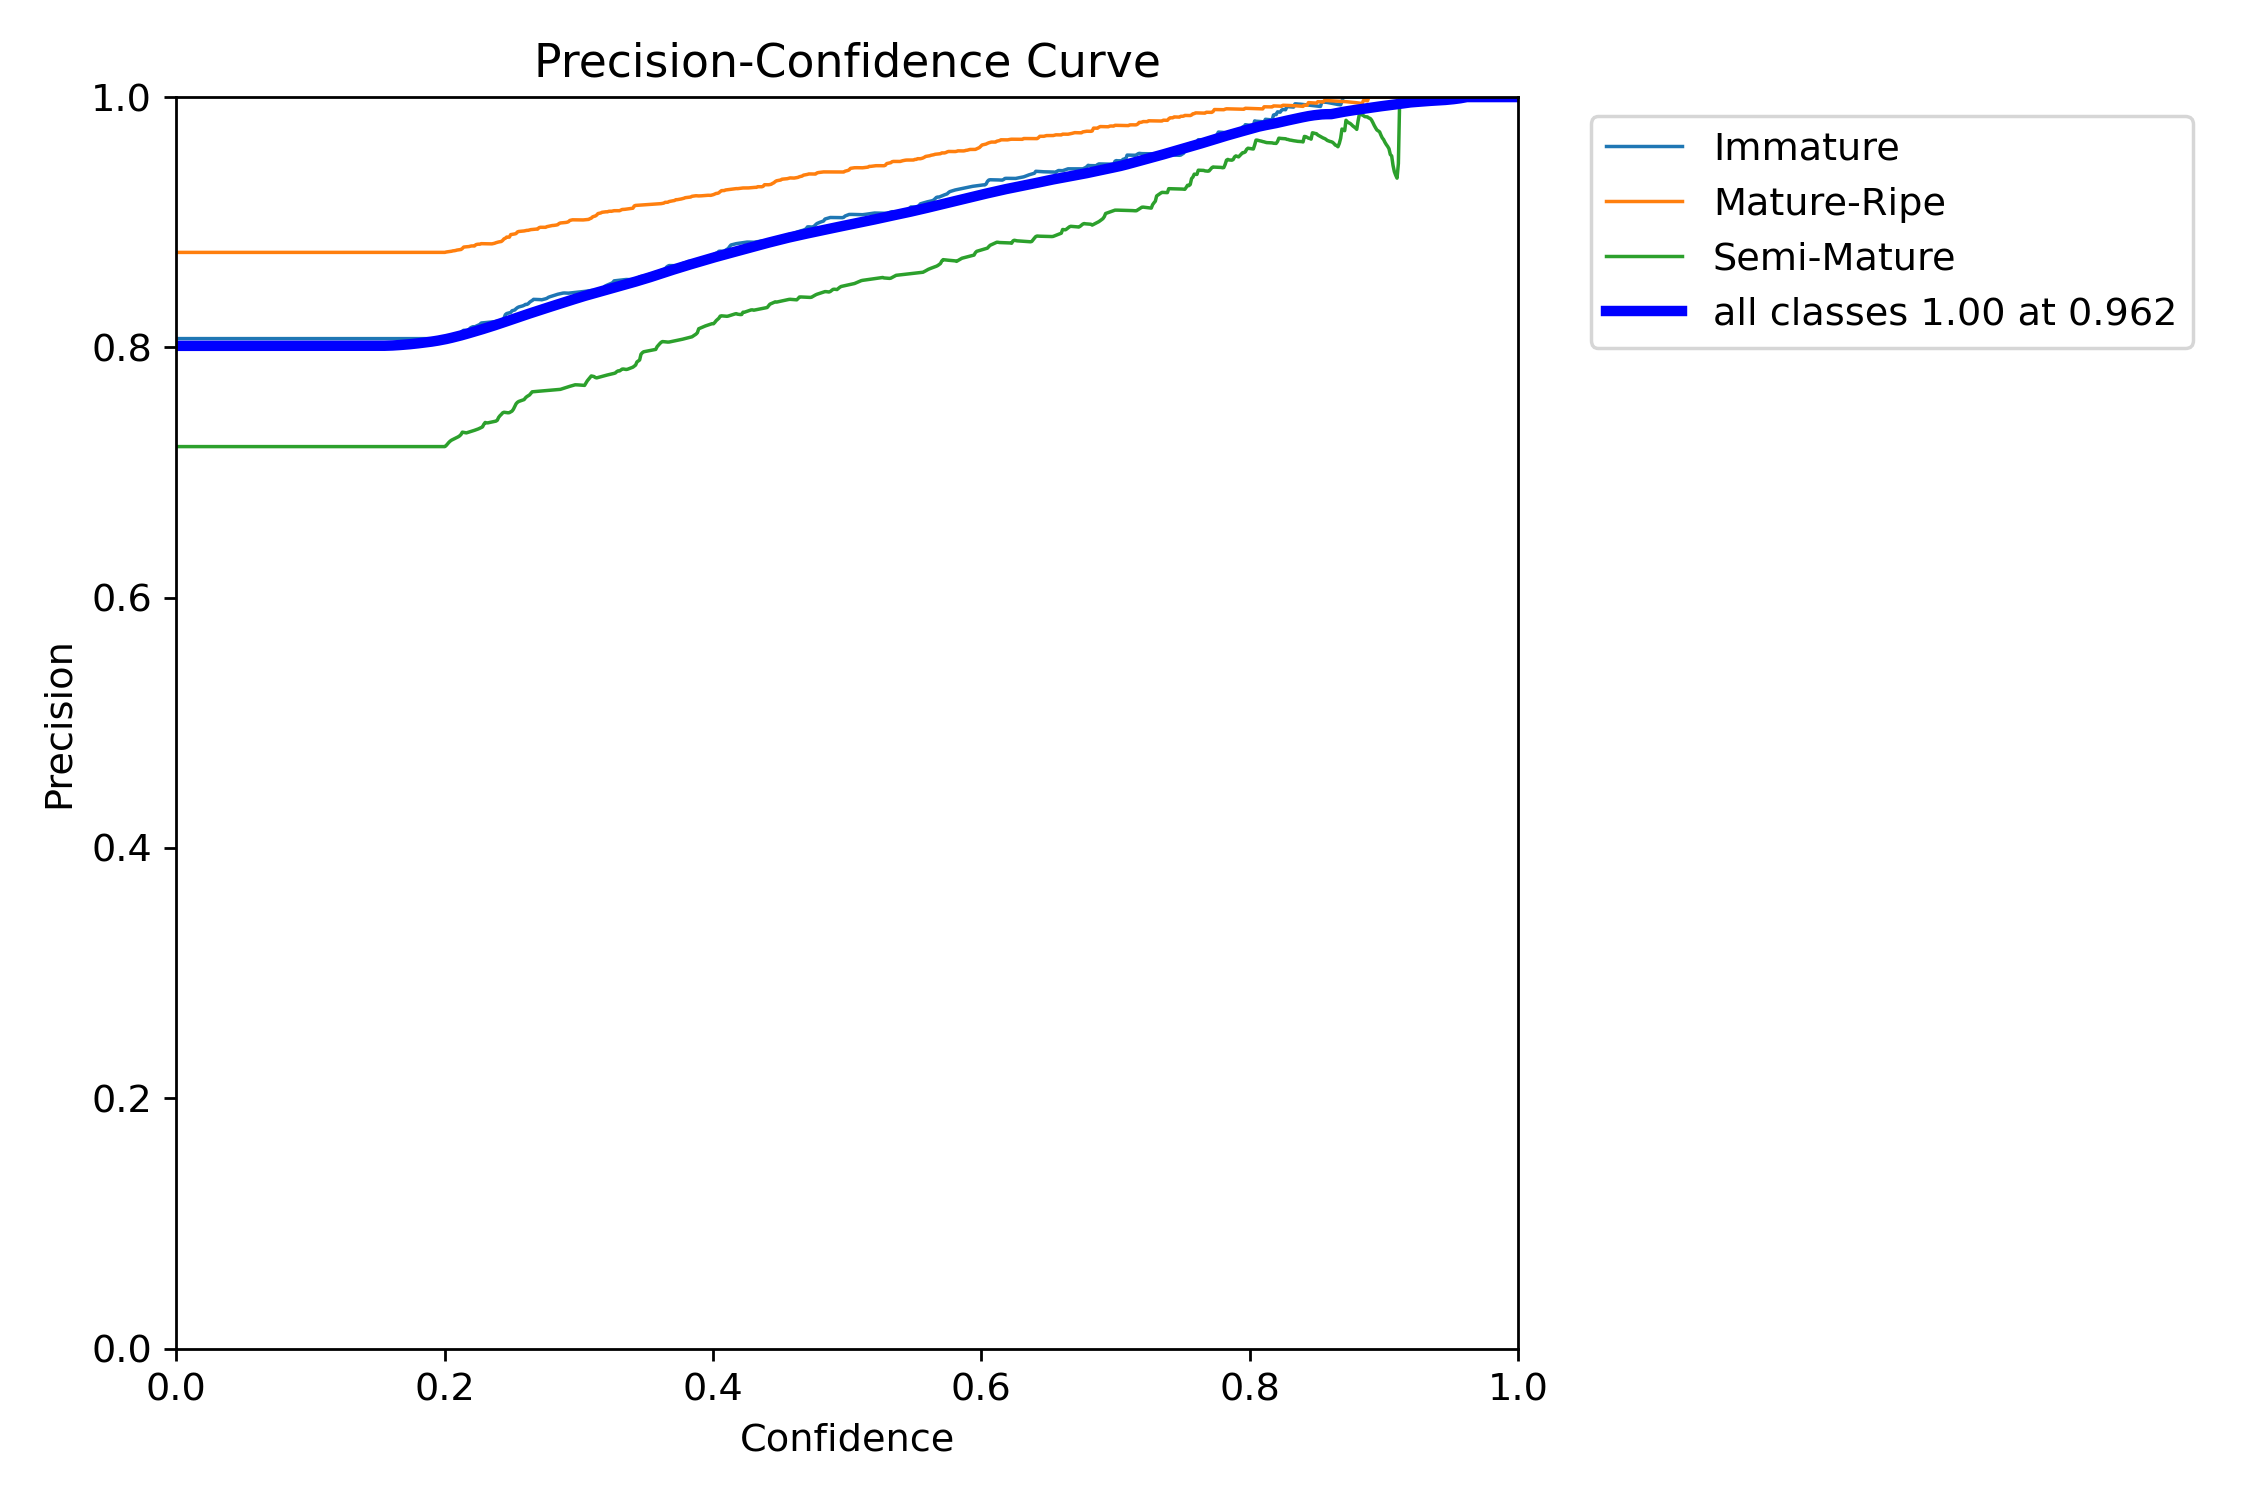 Precision-Confidence Curve
1.0
0.8
0.6
0.4
0.2
0.0
Precision
0.0 0.2 0.4 0.6 0.8 1.0
Confidence
Immature
Mature-Ripe
Semi-Mature
all classes 1.00 at 0.962